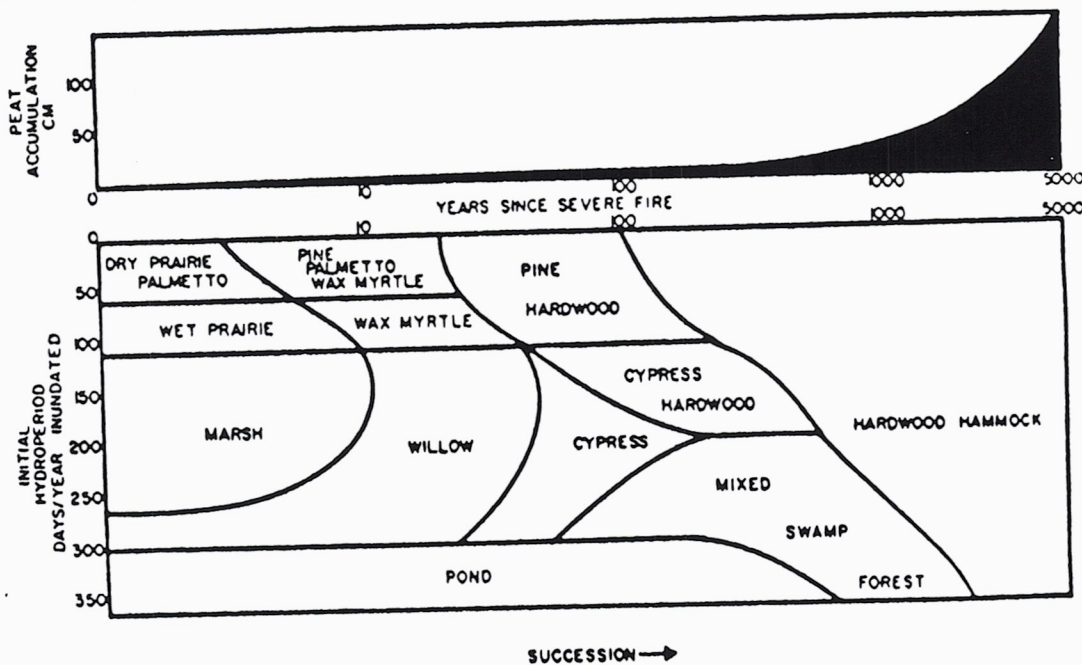 PEAT
ACCUMULATION
CM
100
50
0
10
100
1000
5000
YEARS SINCE SEVERE FIRE
10
100
1000
5000
INITIAL
HYDROPERIOD
DAYS/YEAR INUNDATED
0
50
100
150
200
250
300
350
DRY PRAIRIE
PALMETTO
PINE
PALMETTO
WAX MYRTLE
PINE
HARDWOOD
WET PRAIRIE
WAX MYRTLE
CYPRESS
HARDWOOD
MARSH
WILLOW
CYPRESS
HARDWOOD HAMMOCK
MIXED
SWAMP
FOREST
POND
SUCCESSION →